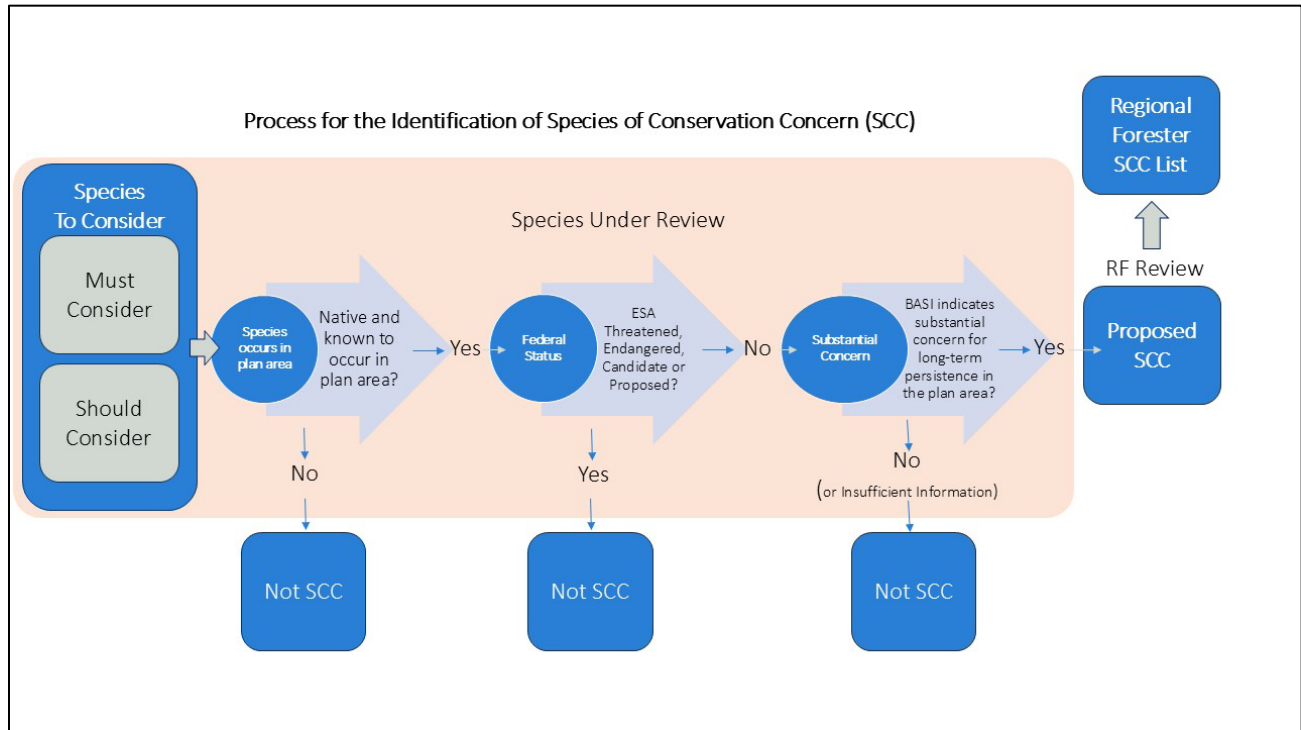 Process for the Identification of Species of Conservation Concern (SCC)
Regional
Forester
SCC List
Species
To Consider
Species Under Review
Must
Consider
Should
Consider
Species
occurs in
plan area
Native and
known to
occur in
plan area?
Yes
No
Not SCC
Federal
Status
ESA
Threatened,
Endangered,
Candidate or
Proposed?
No
Yes
Not SCC
Substantial
Concern
BASI indicates
substantial
concern for
long-term
persistence in
the plan area?
Yes
No
(or Insufficient Information)
Not SCC
RF Review
Proposed
SCC